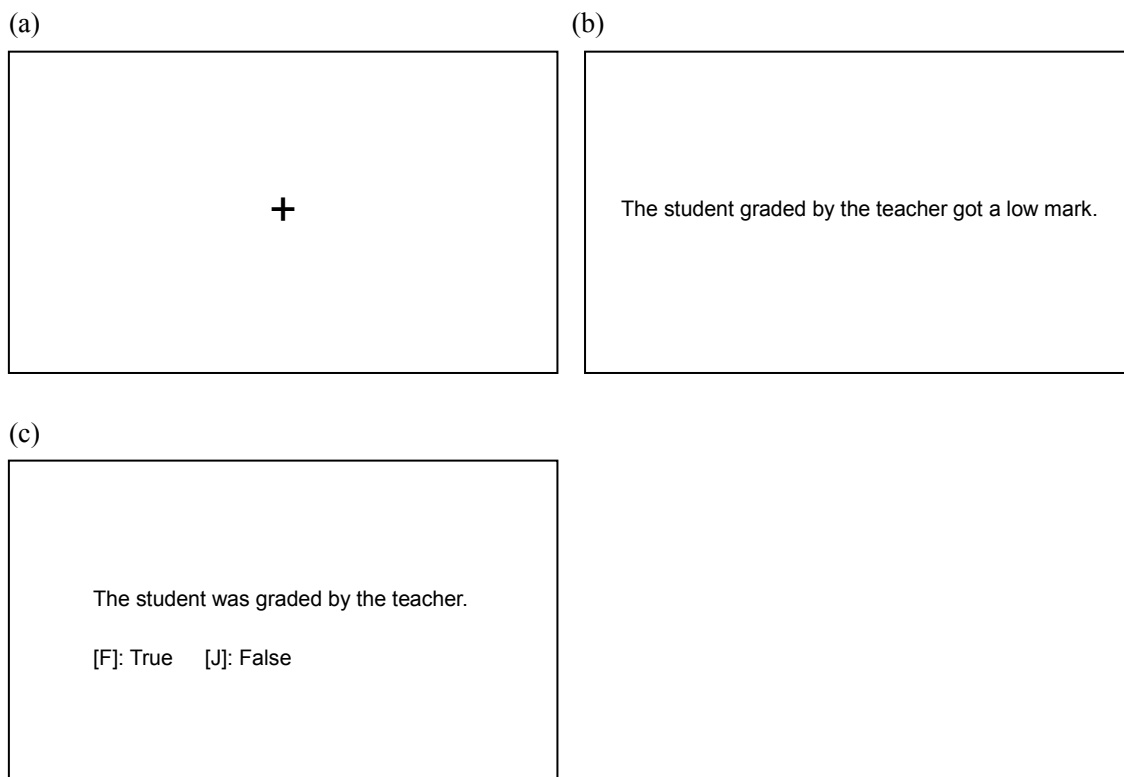 (a)
(b)
+
The student graded by the teacher got a low mark.
(c)
The student was graded by the teacher.
[F]: True [J]: False